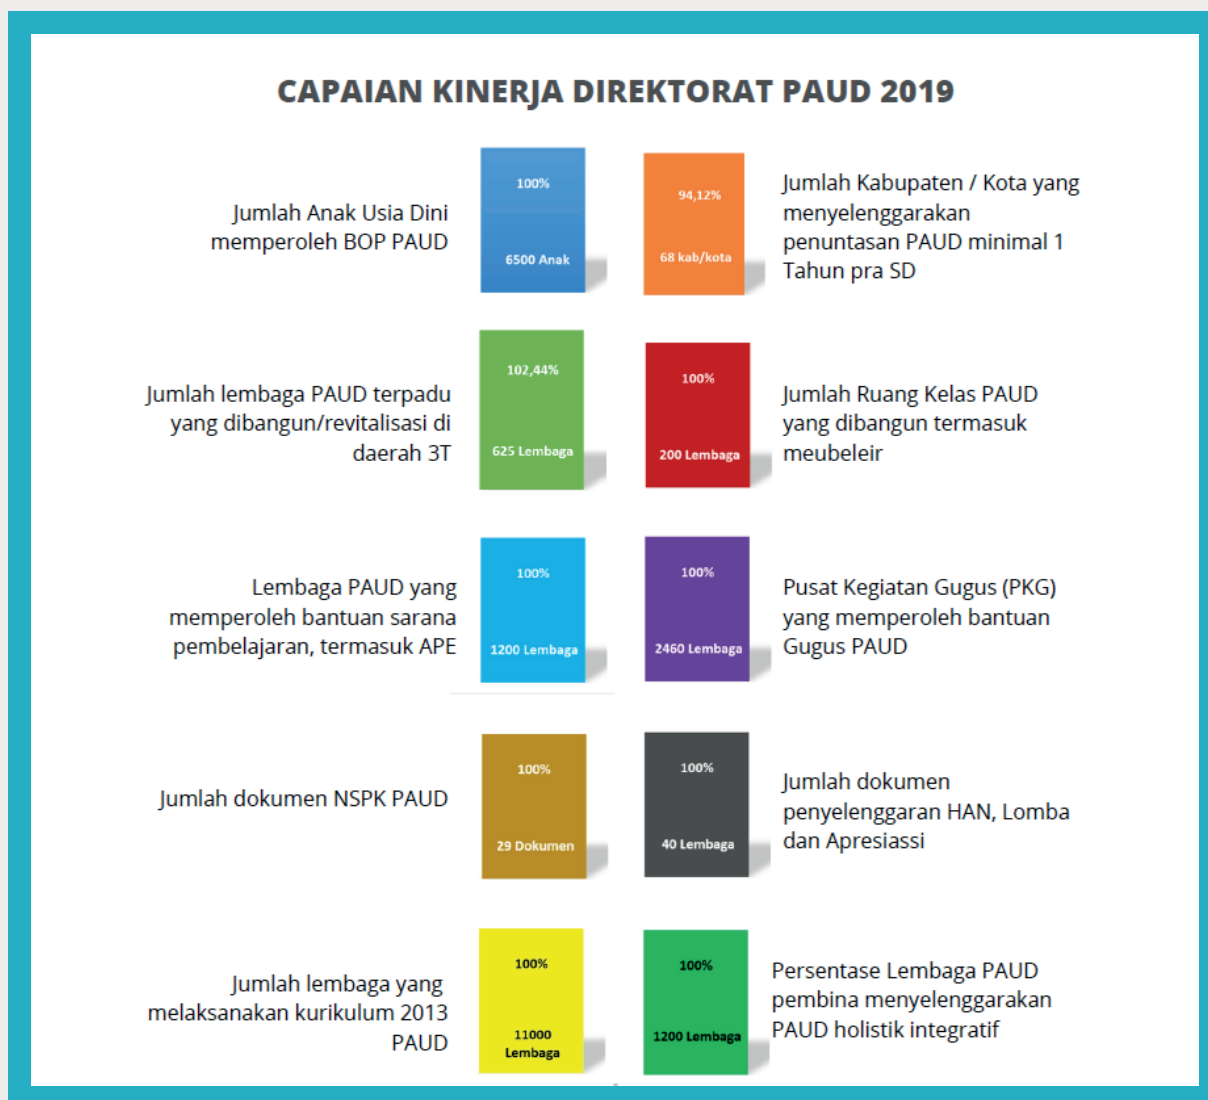 CAPAIAN KINERJA DIREKTORAT PAUD 2019
Jumlah Anak Usia Dini
memperoleh BOP PAUD
100%
6500 Anak
94,12%
68 kab/kota
Jumlah Kabupaten / Kota yang
menyelenggarakan
penuntasan PAUD minimal 1
Tahun pra SD
Jumlah lembaga PAUD terpadu
yang dibangun/revitalisasi di
daerah 3T
102,44%
625 Lembaga
100%
200 Lembaga
Jumlah Ruang Kelas PAUD
yang dibangun termasuk
meubeleir
Lembaga PAUD yang
memperoleh bantuan sarana
pembelajaran, termasuk APE
100%
1200 Lembaga
100%
2460 Lembaga
Pusat Kegiatan Gugus (PKG)
yang memperoleh bantuan
Gugus PAUD
Jumlah dokumen NSPK PAUD
100%
29 Dokumen
100%
40 Lembaga
Jumlah dokumen
penyelenggaran HAN, Lomba
dan Apresiassi
Jumlah lembaga yang
melaksanakan kurikulum 2013
PAUD
100%
11000
Lembaga
100%
1200 Lembaga
Persentase Lembaga PAUD
pembina menyelenggarakan
PAUD holistik integratif